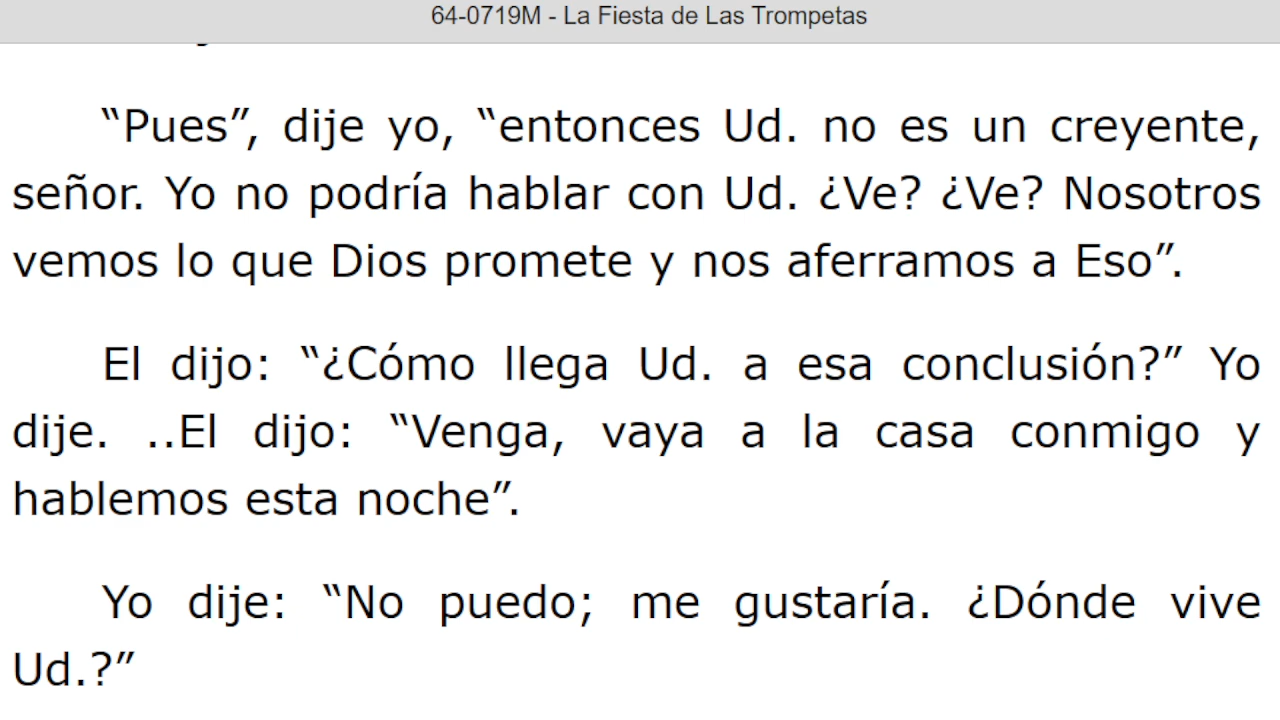 64-0719M - La Fiesta de Las Trompetas
“Pues”, dije yo, “entonces Ud. no es un creyente,
señor. Yo no podría hablar con Ud. ¿Ve? ¿Ve? Nosotros
vemos lo que Dios promete y nos aferramos a Eso”.
El dijo: “¿Cómo llega Ud. a esa conclusión?” Yo
dije. ..El dijo: “Venga, vaya a la casa conmigo y
hablemos esta noche”.
Yo dije: “No puedo; me gustaría. ¿Dónde vive
Ud.?”